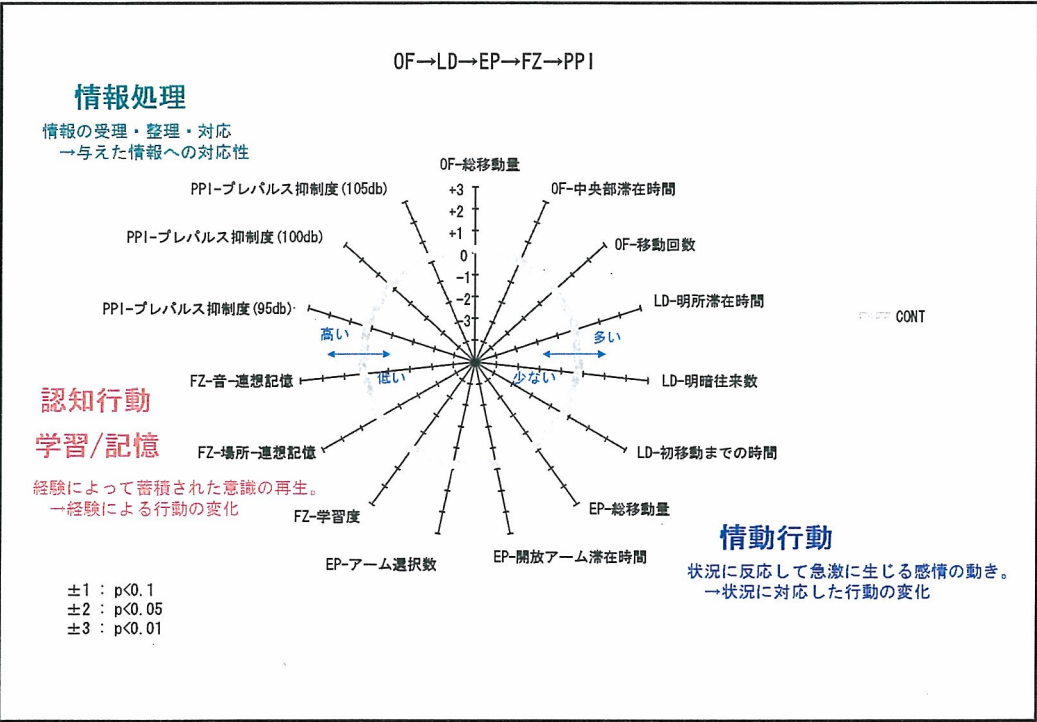 OF→LD→EP→FZ→PPI
情報処理
情報の受理・整理・対応
→与えた情報への対応性
OF-総移動量
PPI-プレパルス抑制度(105db)
+3
OF-中央部滞在時間
+2
PPI-プレパルス抑制度(100db)
+1
OF-移動回数
0
-1
PPI-プレパルス抑制度(95db)
-2
LD-明所滞在時間
-3
CONT
高い
多い
低い
少ない
FZ-音-連想記憶
LD-明暗往来数
認知行動
学習/記憶
FZ-場所-連想記憶
LD-初移動までの時間
経験によって蓄積された意識の再生。
→経験による行動の変化
FZ-学習度
EP-総移動量
EP-アーム選択数
EP-開放アーム滞在時間
情動行動
状況に反応して急激に生じる感情の動き。
→状況に対応した行動の変化
±1 : p<0.1
±2 : p<0.05
±3 : p<0.01